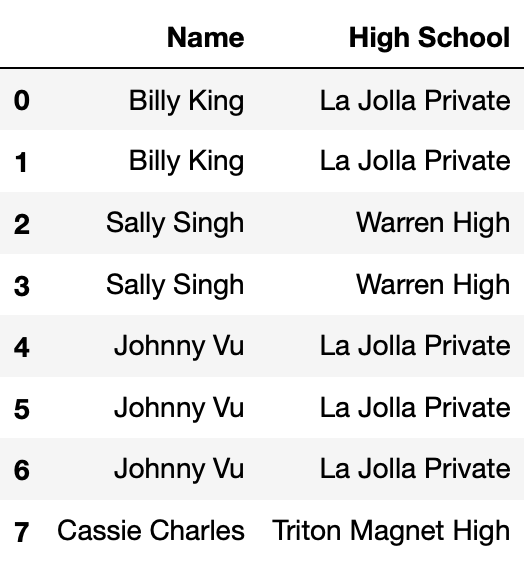 Name High School
0 Billy King La Jolla Private
1 Billy King La Jolla Private
2 Sally Singh Warren High
3 Sally Singh Warren High
4 Johnny Vu La Jolla Private
5 Johnny Vu La Jolla Private
6 Johnny Vu La Jolla Private
7 Cassie Charles Triton Magnet High